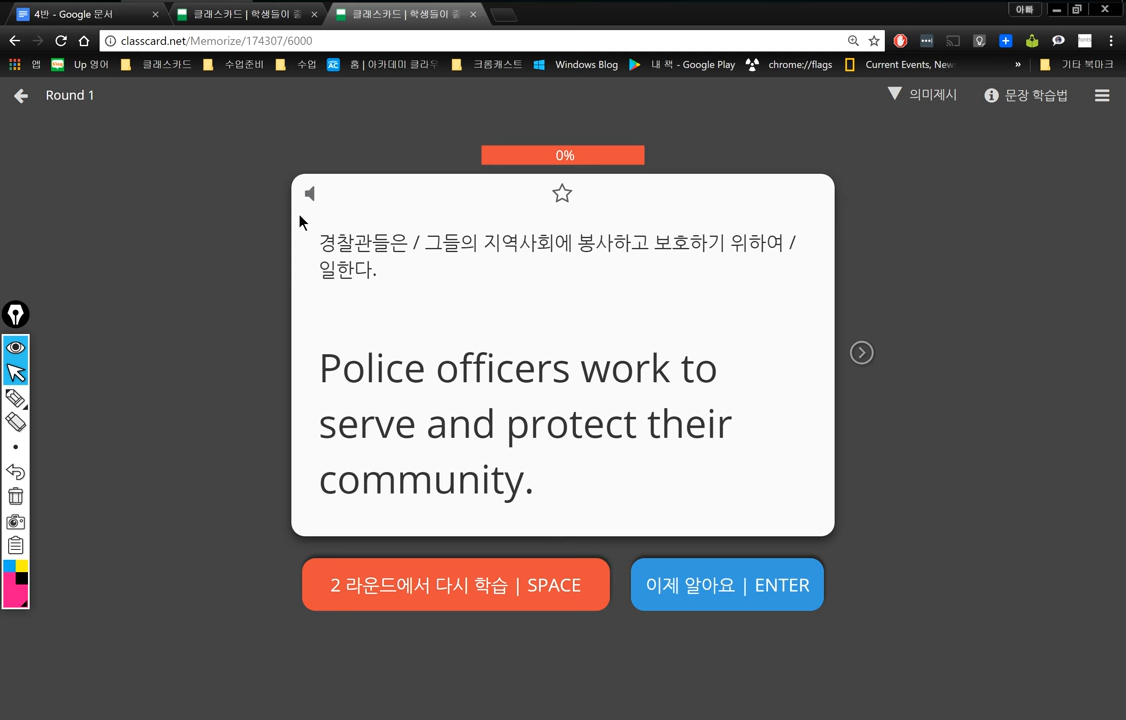 4반 - Google 문서
클래스카드 | 학생들이 좋
클래스카드 | 학생들이 좋
아빠
classcard.net/Memorize/174307/6000
앱
Up 영어
클래스카드
수업준비
수업
홈 | 아카데미 클라우
크롬캐스트
Windows Blog
내 책 - Google Play
chrome://flags
Current Events, New
»
기타 북마크
Round 1
의미제시
문장 학습법
0%
경찰관들은 / 그들의 지역사회에 봉사하고 보호하기 위하여 /
일한다.
Police officers work to
serve and protect their
community.
2 라운드에서 다시 학습 | SPACE
이제 알아요 | ENTER